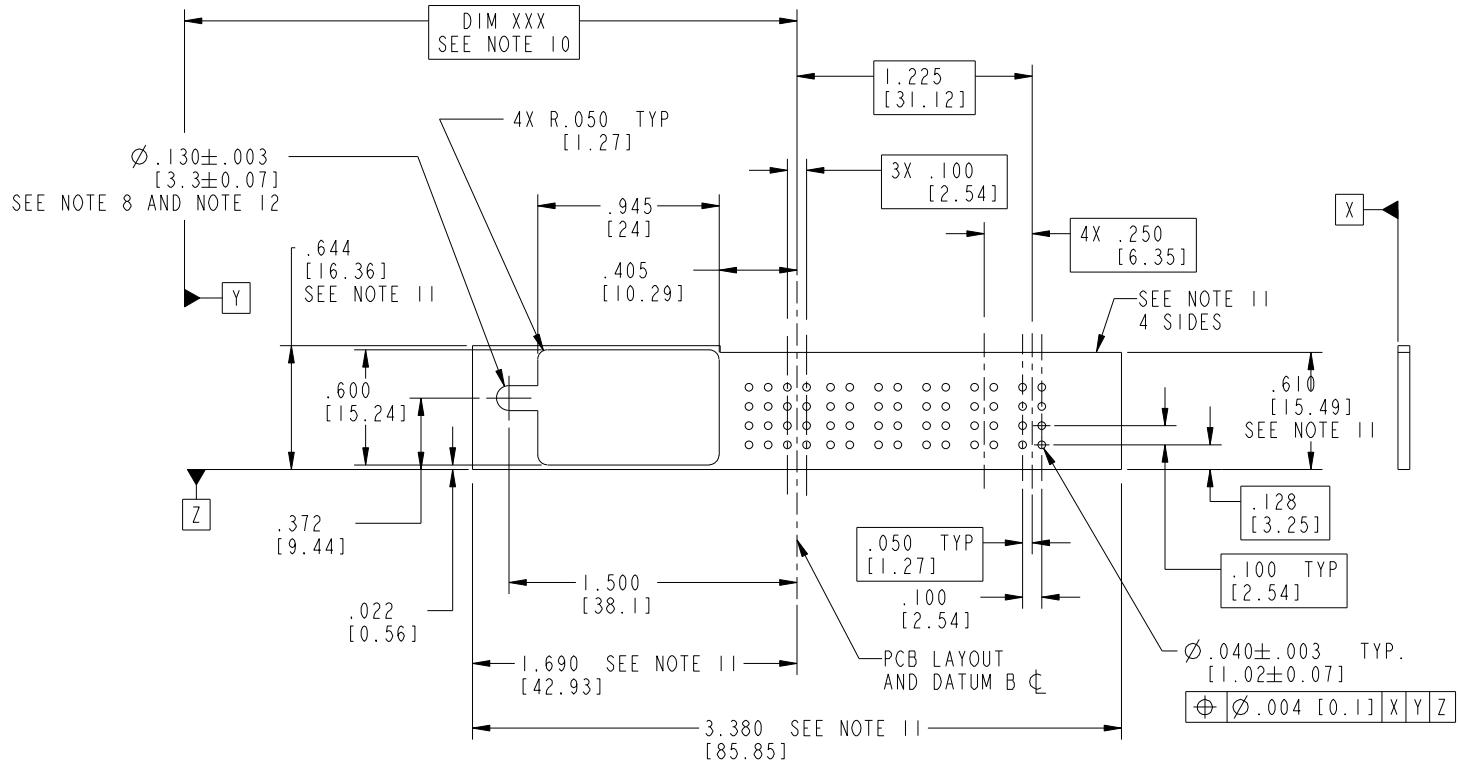 DIM XXX
SEE NOTE 10
1.225
[31.12]
4X R.050 TYP
[1.27]
Ø.130±.003
[3.3±0.07]
SEE NOTE 8 AND NOTE 12
3X .100
[2.54]
.945
[24]
X
4X .250
[6.35]
.644
[16.36]
SEE NOTE 11
.405
[10.29]
Y
SEE NOTE 11
4 SIDES
.600
[15.24]
.610
[15.49]
SEE NOTE 11
Z
.128
[3.25]
.372
[9.44]
.050 TYP
[1.27]
.100 TYP
[2.54]
1.500
[38.1]
.100
[2.54]
.022
[0.56]
PCB LAYOUT
AND DATUM B ℄
Ø.040±.003 TYP.
[1.02±0.07]
1.690 SEE NOTE 11
[42.93]
⌖ Ø.004 [0.1] X Y Z
3.380 SEE NOTE 11
[85.85]